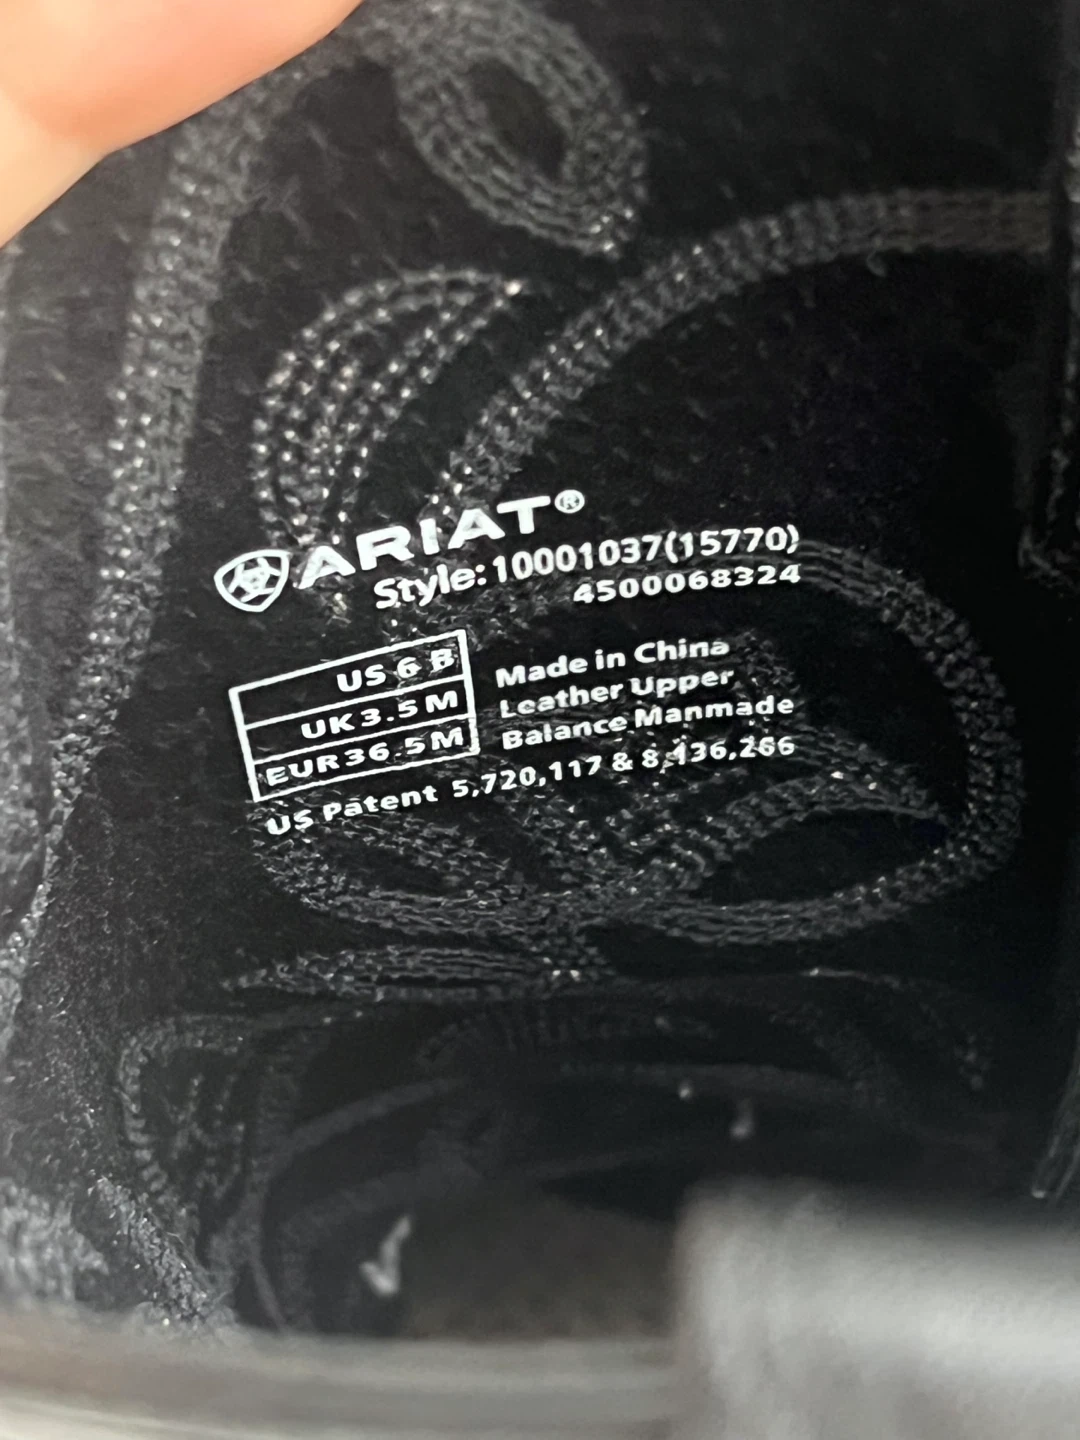 ARIAT®
Style:10001037(15770)
4500068324
US 6 B
UK 3.5 M
EUR 36.5 M
Made in China
Leather Upper
Balance Manmade
US Patent 5,720,117 & 8,136,266